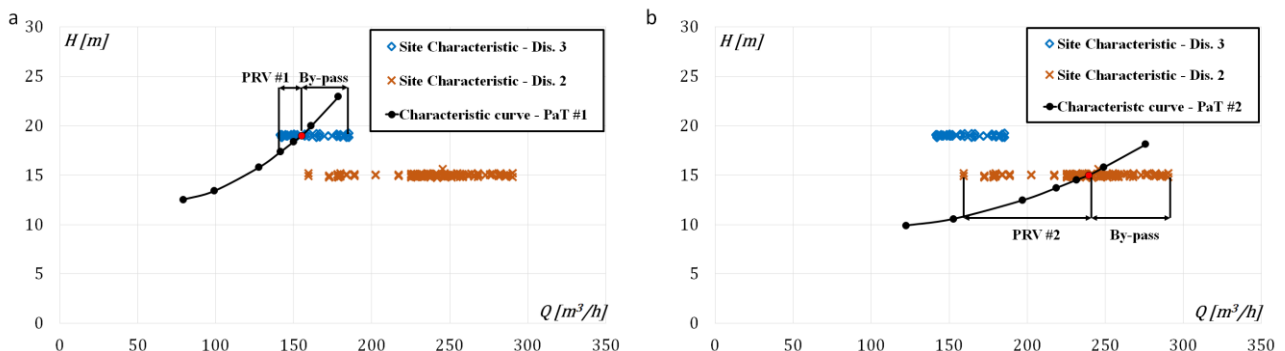 a
H [m]
30
25
20
15
10
5
0
PRV #1
By-pass
Site Characteristic - Dis. 3
Site Characteristic - Dis. 2
Characteristic curve - PaT #1
Q [m³/h]
0 50 100 150 200 250 300 350
b
H [m]
30
25
20
15
10
5
0
Site Characteristic - Dis. 3
Site Characteristic - Dis. 2
Characteristc curve - PaT #2
PRV #2
By-pass
Q [m³/h]
0 50 100 150 200 250 300 350